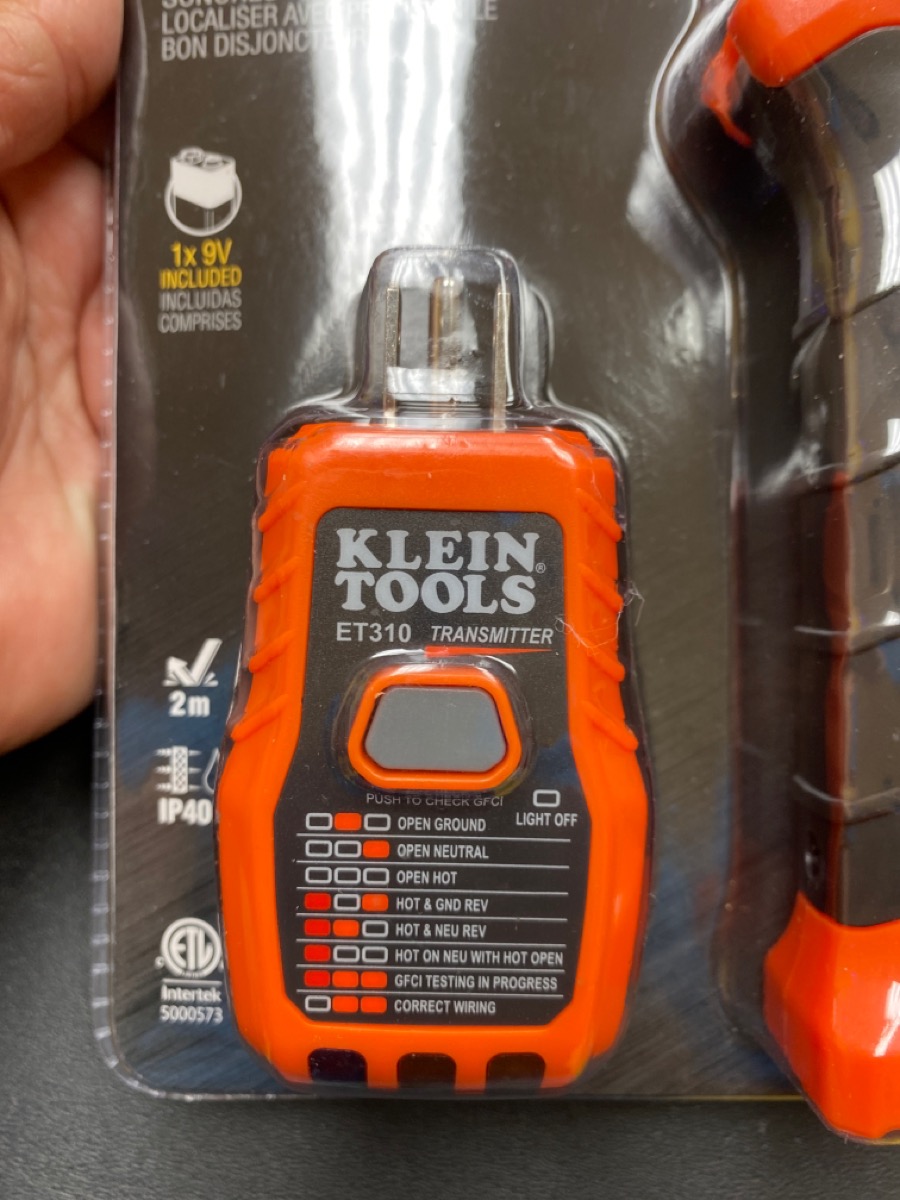 LOCALISER AVEC
BON DISJONCTEUR
1x 9V
INCLUDED
INCLUIDAS
COMPRISES
KLEIN
TOOLS®
ET310 TRANSMITTER
PUSH TO CHECK GFCI
LIGHT OFF
OPEN GROUND
OPEN NEUTRAL
OPEN HOT
HOT & GND REV
HOT & NEU REV
HOT ON NEU WITH HOT OPEN
GFCI TESTING IN PROGRESS
CORRECT WIRING
2m
IP40
ETL
Intertek
5000573